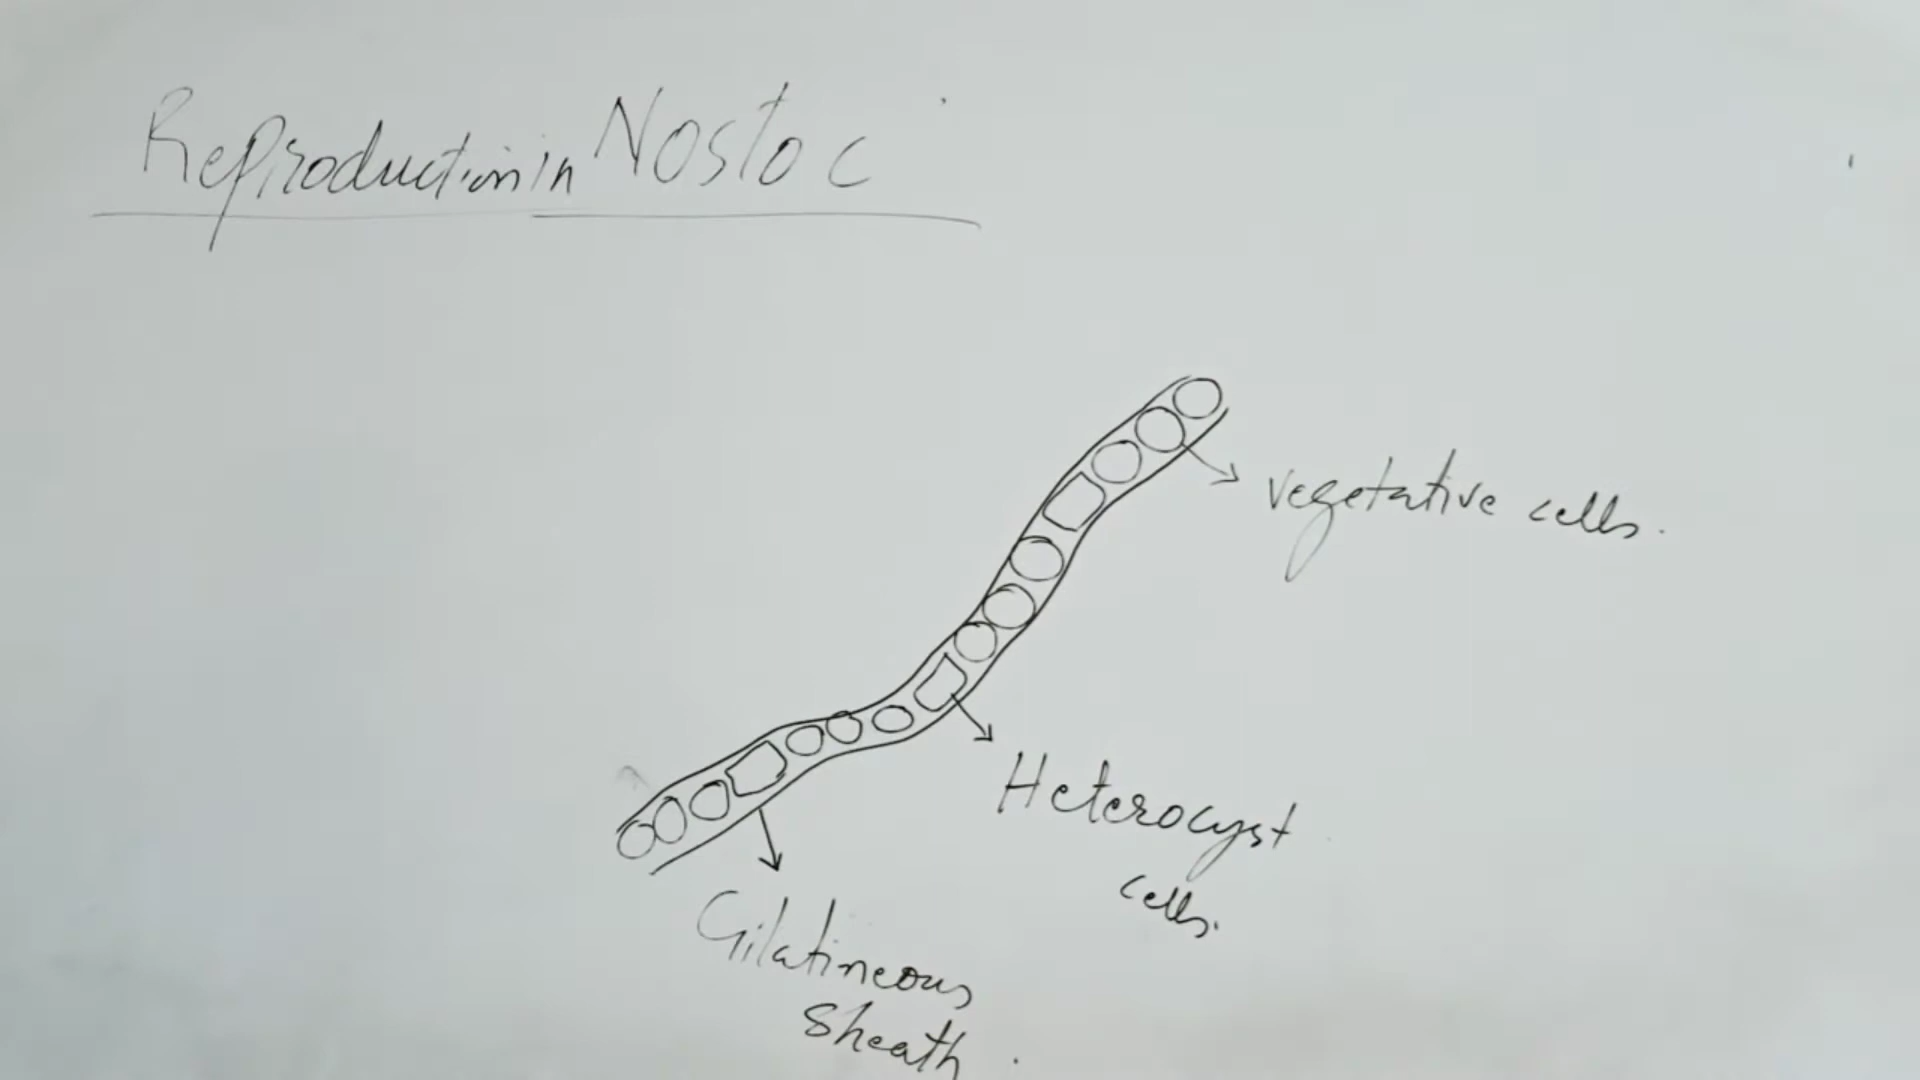 Reproduction in Nostoc
vegetative cells.
Heterocyst
cells.
Gilatineous
Sheath.